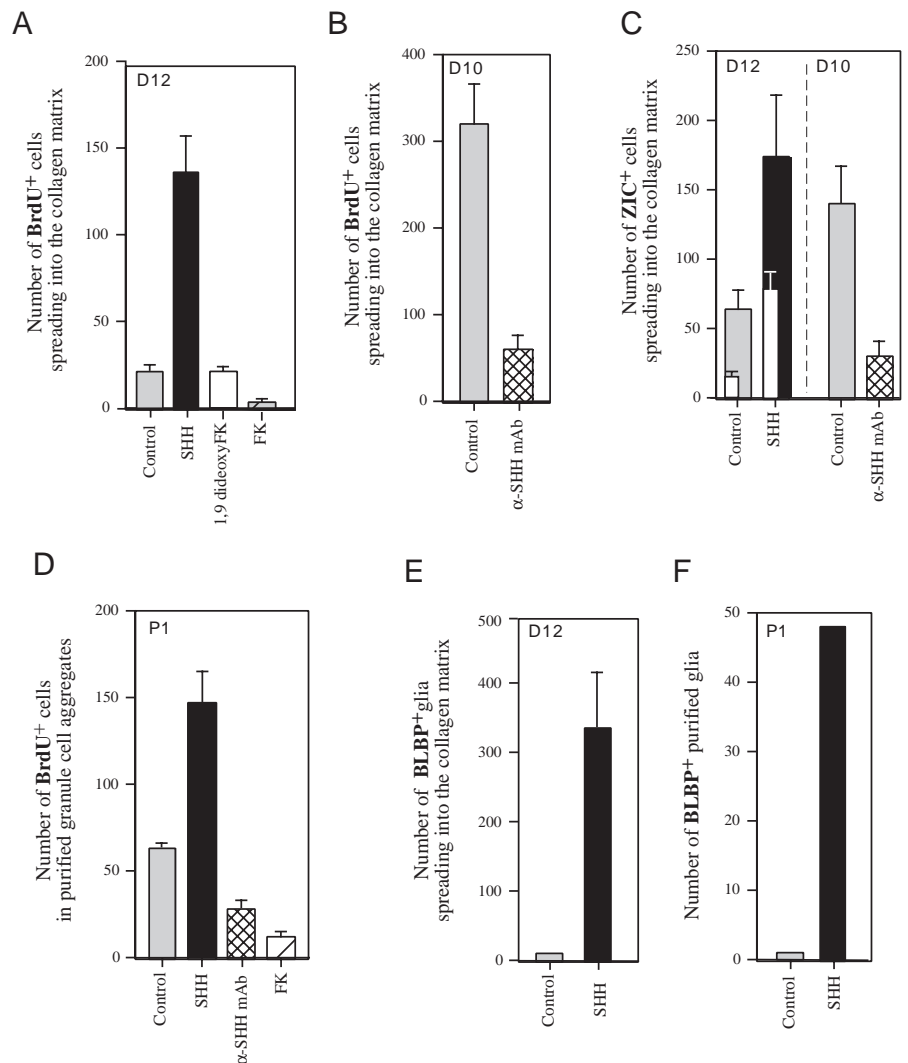 A
Number of BrdU+ cells
spreading into the collagen matrix
200
150
100
50
0
D12
Control
SHH
1,9 dideoxyFK
FK
B
Number of BrdU+ cells
spreading into the collagen matrix
400
300
200
100
0
D10
Control
α-SHH mAb
C
Number of ZIC+ cells
spreading into the collagen matrix
250
200
150
100
50
0
D12
D10
Control
SHH
Control
α-SHH mAb
D
Number of BrdU+ cells
in purified granule cell aggregates
200
150
100
50
0
P1
Control
SHH
α-SHH mAb
FK
E
Number of BLBP+glia
spreading into the collagen matrix
500
400
300
200
100
0
D12
Control
SHH
F
Number of BLBP+ purified glia
50
40
30
20
10
0
P1
Control
SHH